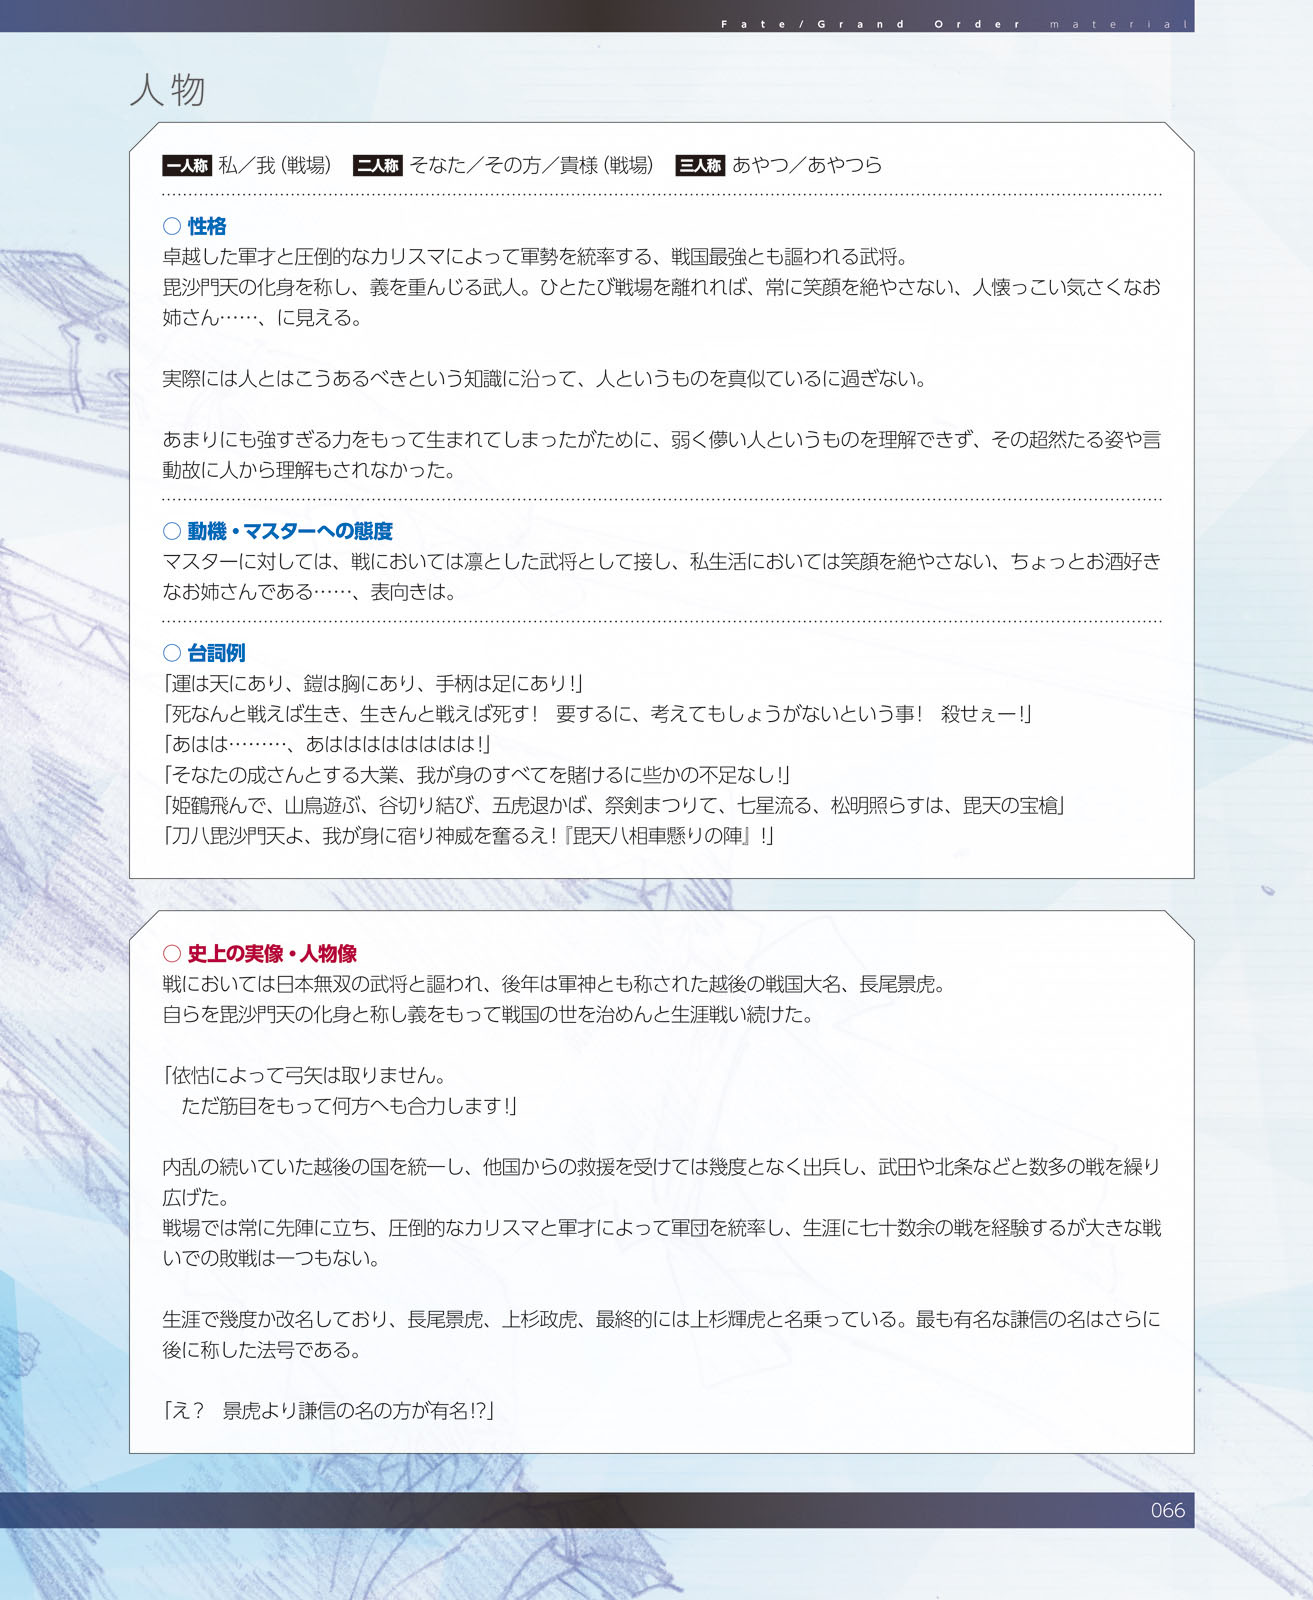 Fate/Grand Order material
人物
一人称 私／我（戦場） 二人称 そなた／その方／貴様（戦場） 三人称 あやつ／あやつら
○ 性格
卓越した軍才と圧倒的なカリスマによって軍勢を統率する、戦国最強とも謳われる武将。
毘沙門天の化身を称し、義を重んじる武人。ひとたび戦場を離れれば、常に笑顔を絶やさない、人懐っこい気さくなお
姉さん……、に見える。
実際には人とはこうあるべきという知識に沿って、人というものを真似ているに過ぎない。
あまりにも強すぎる力をもって生まれてしまったがために、弱く儚い人というものを理解できず、その超然たる姿や言
動故に人から理解もされなかった。
○ 動機・マスターへの態度
マスターに対しては、戦においては凛とした武将として接し、私生活においては笑顔を絶やさない、ちょっとお酒好き
なお姉さんである……、表向きは。
○ 台詞例
「運は天にあり、鎧は胸にあり、手柄は足にあり！」
「死なんと戦えば生き、生きんと戦えば死す！　要するに、考えてもしょうがないという事！　殺せぇー！」
「あはは………、あはははははははは！」
「そなたの成さんとする大業、我が身のすべてを賭けるに些かの不足なし！」
「姫鶴飛んで、山鳥遊ぶ、谷切り結び、五虎退かば、祭剣まつりて、七星流る、松明照らすは、毘天の宝槍」
「刀八毘沙門天よ、我が身に宿り神威を奮るえ！『毘天八相車懸りの陣』！」
○ 史上の実像・人物像
戦においては日本無双の武将と謳われ、後年は軍神とも称された越後の戦国大名、長尾景虎。
自らを毘沙門天の化身と称し義をもって戦国の世を治めんと生涯戦い続けた。
「依怙によって弓矢は取りません。
　ただ筋目をもって何方へも合力します！」
内乱の続いていた越後の国を統一し、他国からの救援を受けては幾度となく出兵し、武田や北条などと数多の戦を繰り
広げた。
戦場では常に先陣に立ち、圧倒的なカリスマと軍才によって軍団を統率し、生涯に七十数余の戦を経験するが大きな戦
いでの敗戦は一つもない。
生涯で幾度か改名しており、長尾景虎、上杉政虎、最終的には上杉輝虎と名乗っている。最も有名な謙信の名はさらに
後に称した法号である。
「え？　景虎より謙信の名の方が有名！？」
066